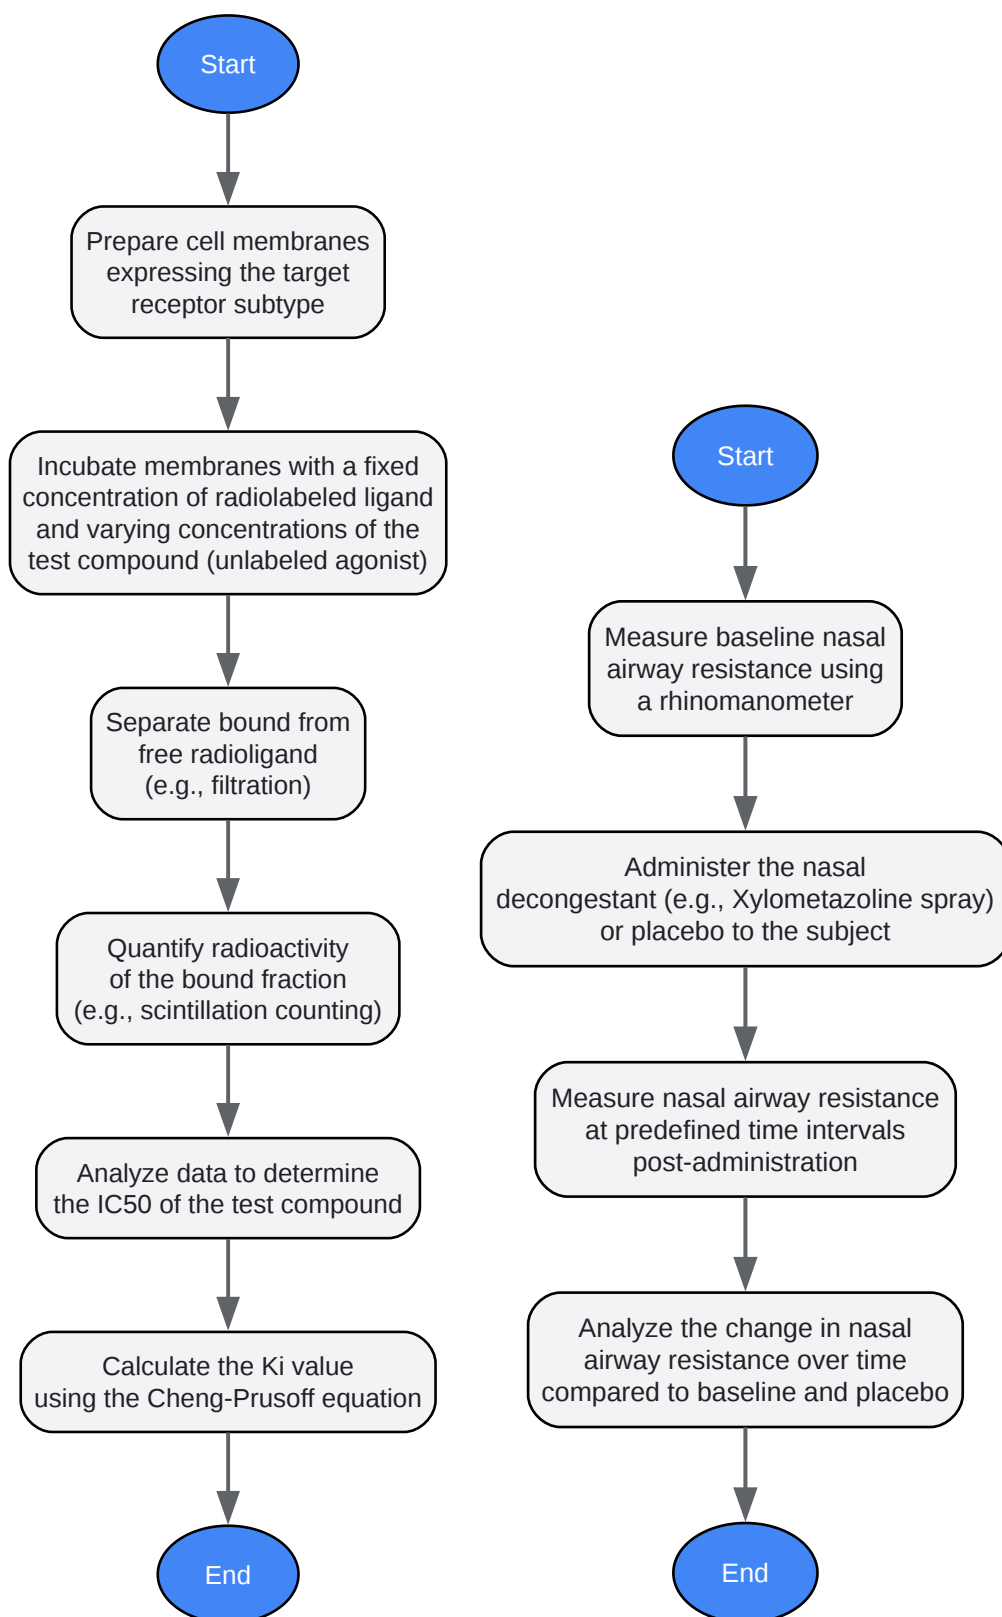 Start
Prepare cell membranes
expressing the target
receptor subtype
Incubate membranes with a fixed
concentration of radiolabeled ligand
and varying concentrations of the
test compound (unlabeled agonist)
Separate bound from
free radioligand
(e.g., filtration)
Quantify radioactivity
of the bound fraction
(e.g., scintillation counting)
Analyze data to determine
the IC50 of the test compound
Calculate the Ki value
using the Cheng-Prusoff equation
End
Start
Measure baseline nasal
airway resistance using
a rhinomanometer
Administer the nasal
decongestant (e.g., Xylometazoline spray)
or placebo to the subject
Measure nasal airway resistance
at predefined time intervals
post-administration
Analyze the change in nasal
airway resistance over time
compared to baseline and placebo
End